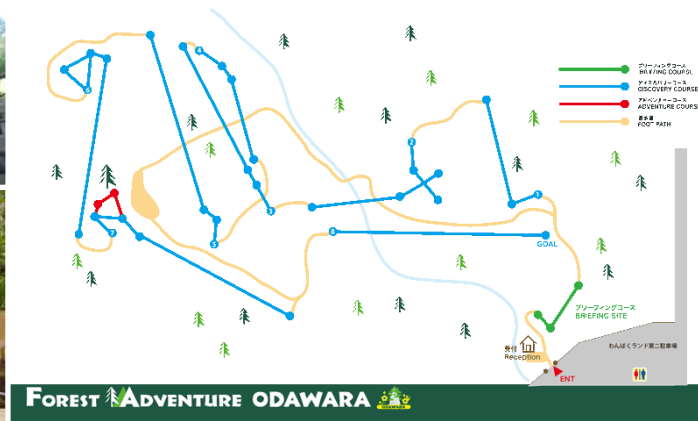 ブリーフィングコース
BRIEFING COURSE
ディスカバリーコース
DISCOVERY COURSE
アドベンチャーコース
ADVENTURE COURSE
FOOT PATH
4
6
2
1
3
7
8
5
GOAL
ブリーフィングコース
BRIEFING SITE
受付
Reception
わんぱくランド第二駐車場
ENT
FOREST ADVENTURE ODAWARA
ODAWARA